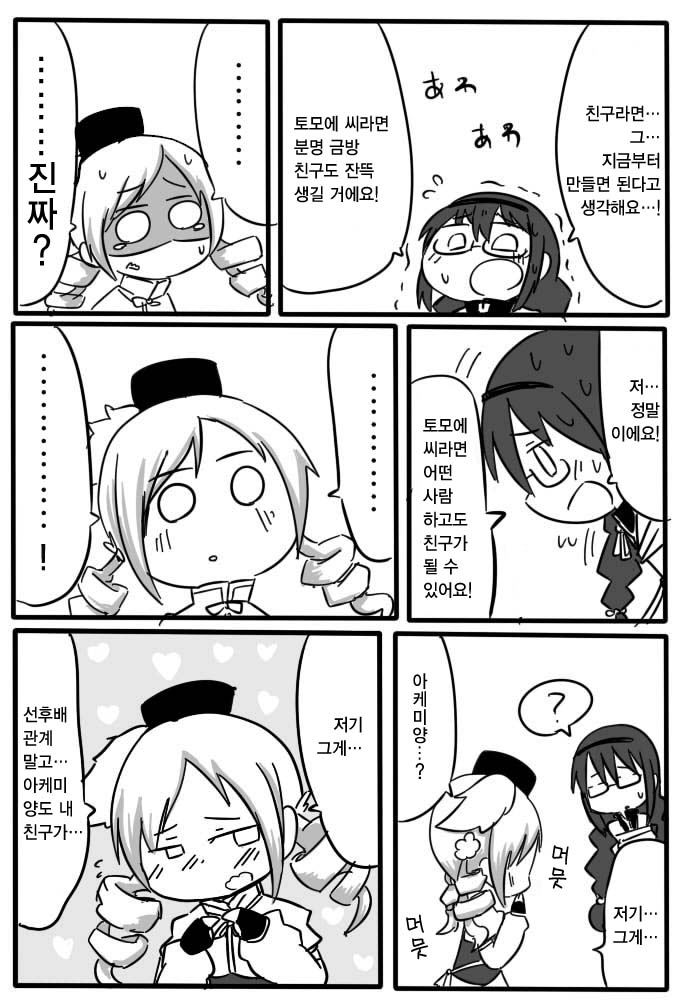 친구라면…
그…
지금부터
만들면 된다고
생각해요…!
あわ
あわ
토모에 씨라면
분명 금방
친구도 잔뜩
생길 거에요!
………
………진짜?
저…
정말
이에요!
토모에
씨라면
어떤
사람
하고도
친구가
될 수
있어요!
………
……………!
?
저기…
그게…
아케미양…?
머뭇
머뭇
저기
그게…
선후배
관계
말고…
아케미
양도 내
친구가…